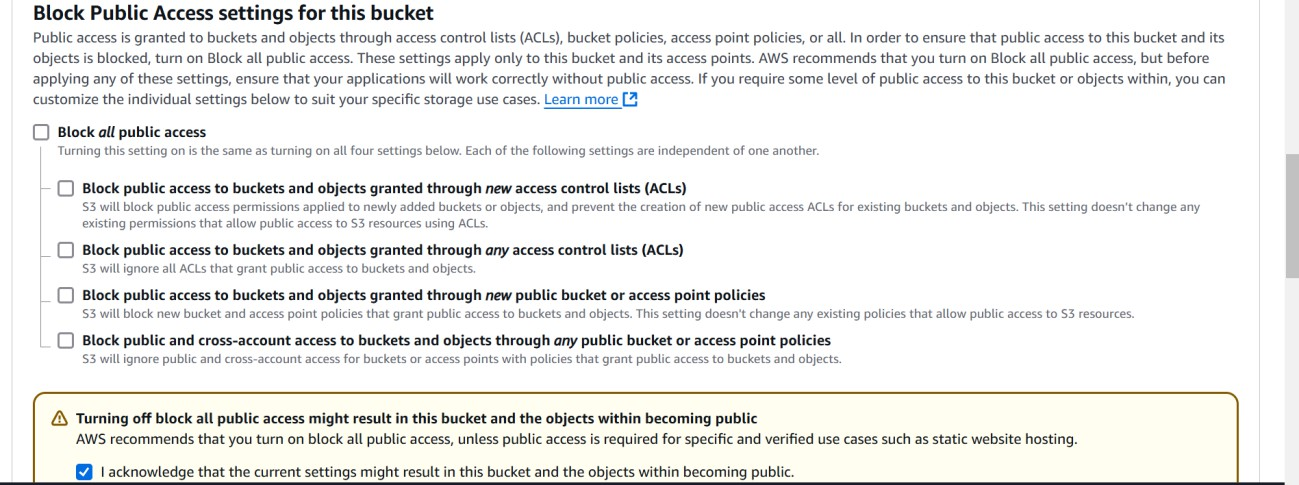 Block Public Access settings for this bucket
Public access is granted to buckets and objects through access control lists (ACLs), bucket policies, access point policies, or all. In order to ensure that public access to this bucket and its
objects is blocked, turn on Block all public access. These settings apply only to this bucket and its access points. AWS recommends that you turn on Block all public access, but before
applying any of these settings, ensure that your applications will work correctly without public access. If you require some level of public access to this bucket or objects within, you can
customize the individual settings below to suit your specific storage use cases. Learn more
Block all public access
Turning this setting on is the same as turning on all four settings below. Each of the following settings are independent of one another.
Block public access to buckets and objects granted through new access control lists (ACLs)
S3 will block public access permissions applied to newly added buckets or objects, and prevent the creation of new public access ACLs for existing buckets and objects. This setting doesn't change any
existing permissions that allow public access to S3 resources using ACLs.
Block public access to buckets and objects granted through any access control lists (ACLs)
S3 will ignore all ACLs that grant public access to buckets and objects.
Block public access to buckets and objects granted through new public bucket or access point policies
S3 will block new bucket and access point policies that grant public access to buckets and objects. This setting doesn't change any existing policies that allow public access to S3 resources.
Block public and cross-account access to buckets and objects through any public bucket or access point policies
S3 will ignore public and cross-account access for buckets or access points with policies that grant public access to buckets and objects.
Turning off block all public access might result in this bucket and the objects within becoming public
AWS recommends that you turn on block all public access, unless public access is required for specific and verified use cases such as static website hosting.
I acknowledge that the current settings might result in this bucket and the objects within becoming public.